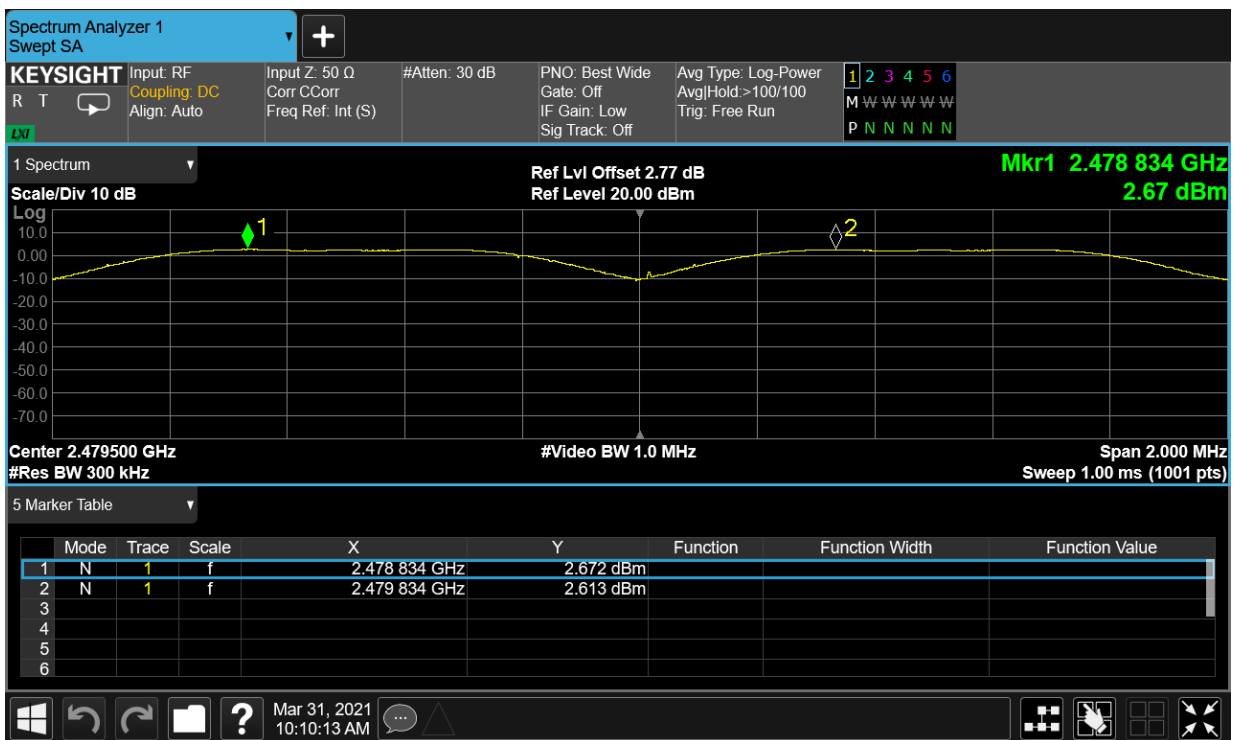 Spectrum Analyzer 1
Swept SA
+
KEYSIGHT Input: RF Input Z: 50 Ω #Atten: 30 dB PNO: Best Wide Avg Type: Log-Power 1 2 3 4 5 6
R T Coupling: DC Corr CCorr Gate: Off Avg|Hold:>100/100 M W W W W W
Align: Auto Freq Ref: Int (S) IF Gain: Low Trig: Free Run
LXI Sig Track: Off P N N N N N
1 Spectrum Mkr1 2.478 834 GHz
Ref Lvl Offset 2.77 dB
Scale/Div 10 dB Ref Level 20.00 dBm 2.67 dBm
Log
1
2
10.0
0.00
-10.0
-20.0
-30.0
-40.0
-50.0
-60.0
-70.0
Center 2.479500 GHz #Video BW 1.0 MHz Span 2.000 MHz
#Res BW 300 kHz Sweep 1.00 ms (1001 pts)
5 Marker Table
Mode Trace Scale X Y Function Function Width Function Value
1 N 1 f 2.478 834 GHz 2.672 dBm
2 N 1 f 2.479 834 GHz 2.613 dBm
3
4
5
6
? Mar 31, 2021
10:10:13 AM